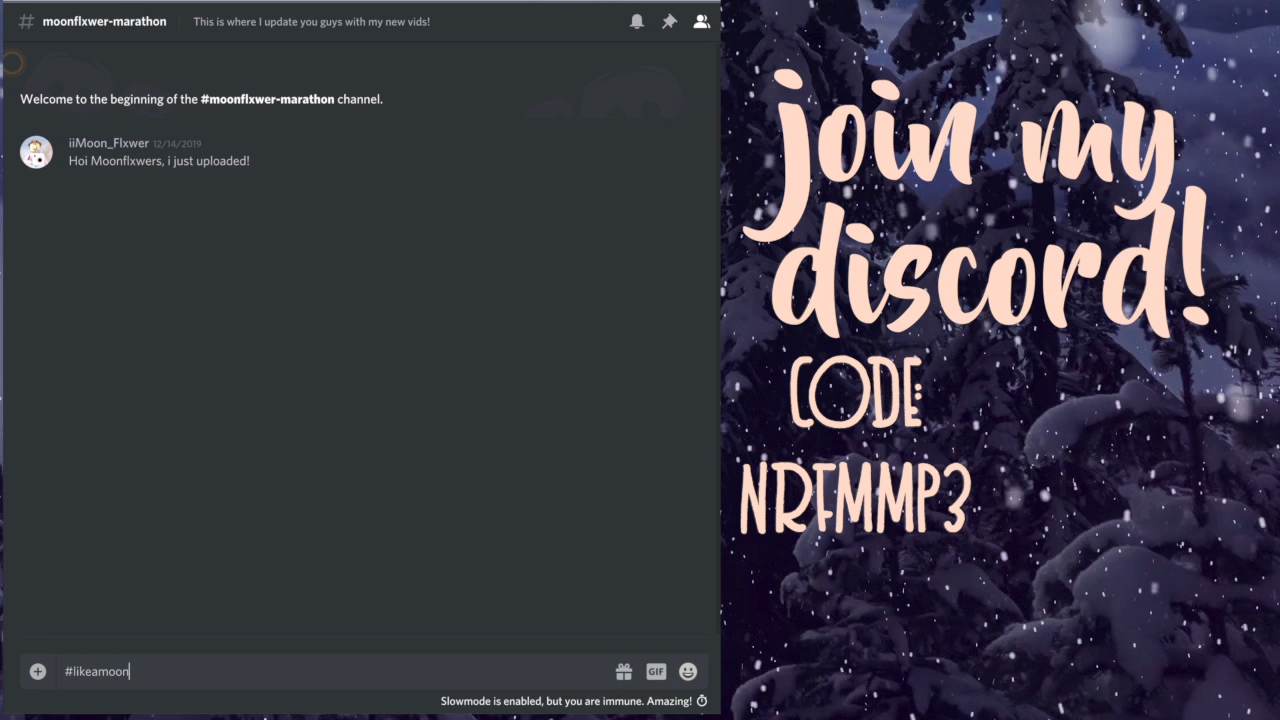 # moonflxwer-marathon This is where I update you guys with my new vids!
Welcome to the beginning of the #moonflxwer-marathon channel.
iiMoon_Flxwer 12/14/2019
Hoi Moonflxwers, i just uploaded!
#likeamoon
GIF
Slowmode is enabled, but you are immune. Amazing!
join my
discord!
CODE:
NRFMMP3